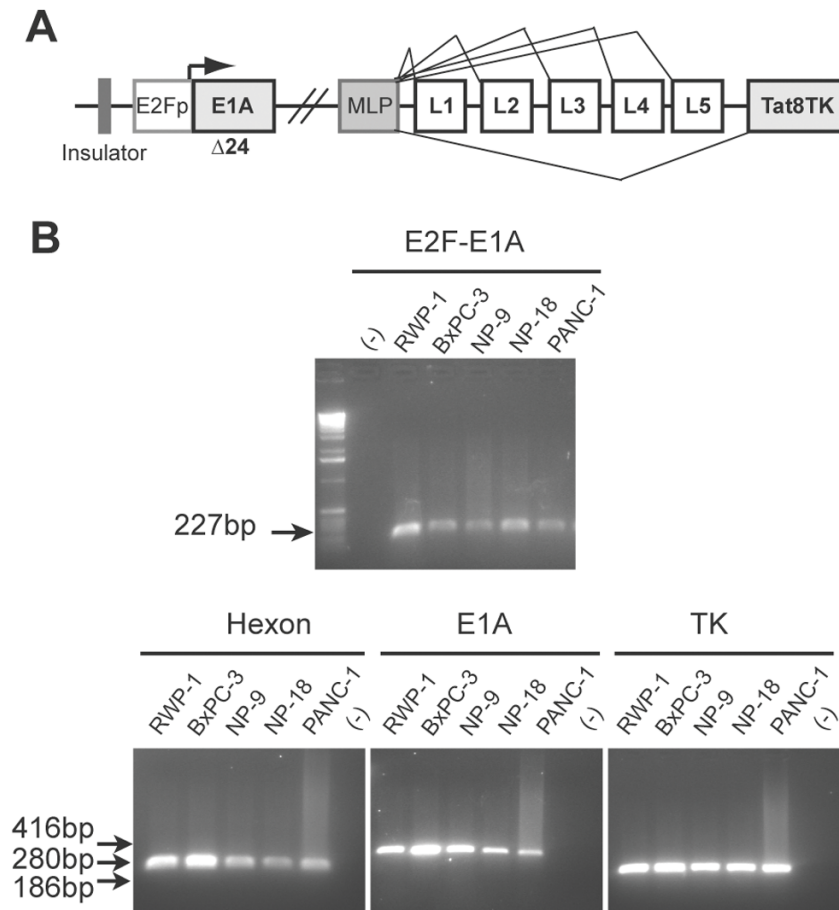 A
E2Fp E1A MLP L1 L2 L3 L4 L5 Tat8TK
Insulator Δ24
B
E2F-E1A
(-) RWP-1 BxPC-3 NP-9 NP-18 PANC-1
227bp
Hexon E1A TK
RWP-1 BxPC-3 NP-9 NP-18 PANC-1 (-) RWP-1 BxPC-3 NP-9 NP-18 PANC-1 (-) RWP-1 BxPC-3 NP-9 NP-18 PANC-1 (-)
416bp
280bp
186bp